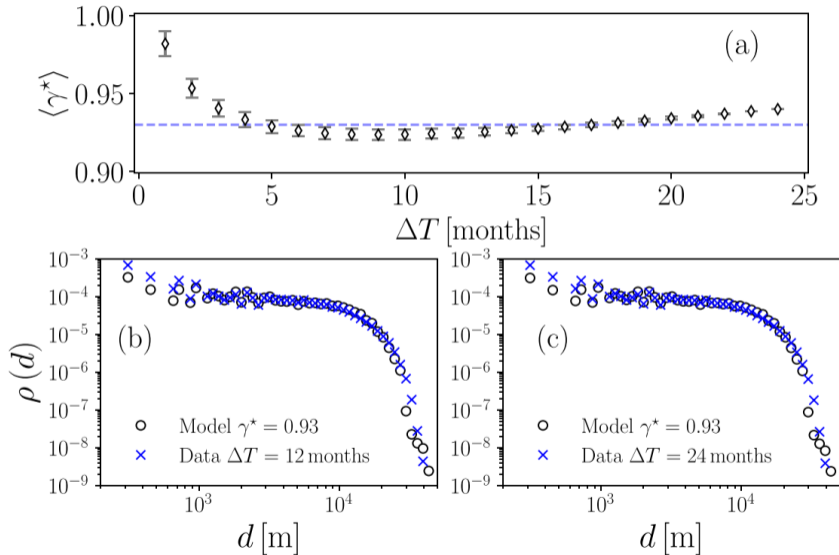 1.00
(a)
⟨γ⋆⟩
0.95
0.90
0 5 10 15 20 25
ΔT [months]
10⁻³ 10⁻³
10⁻⁴ 10⁻⁴
10⁻⁵ 10⁻⁵
(b) (c)
10⁻⁶ 10⁻⁶
ρ (d)
10⁻⁷ 10⁻⁷
Model γ⋆ = 0.93 Model γ⋆ = 0.93
10⁻⁸ 10⁻⁸
Data ΔT = 12 months Data ΔT = 24 months
10⁻⁹ 10⁻⁹
10³ 10⁴ 10³ 10⁴
d [m] d [m]